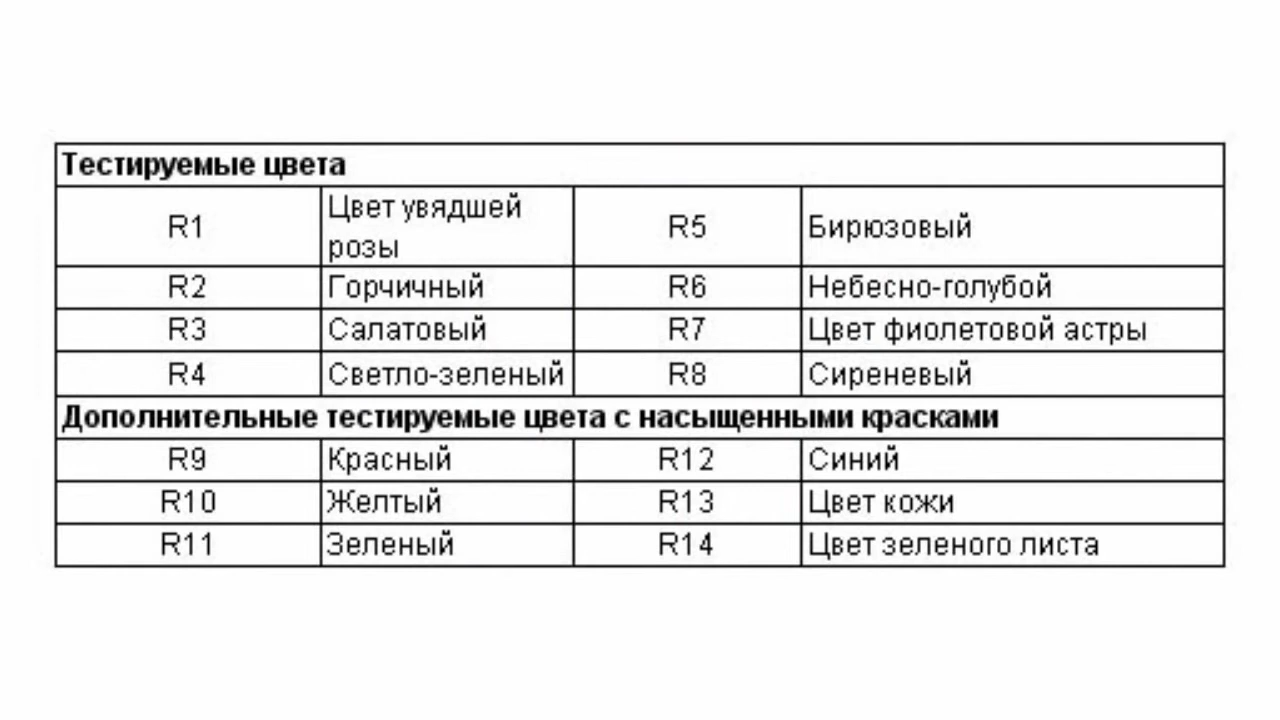 Тестируемые цвета
R1 Цвет увядшей розы R5 Бирюзовый
R2 Горчичный R6 Небесно-голубой
R3 Салатовый R7 Цвет фиолетовой астры
R4 Светло-зеленый R8 Сиреневый
Дополнительные тестируемые цвета с насыщенными красками
R9 Красный R12 Синий
R10 Желтый R13 Цвет кожи
R11 Зеленый R14 Цвет зеленого листа